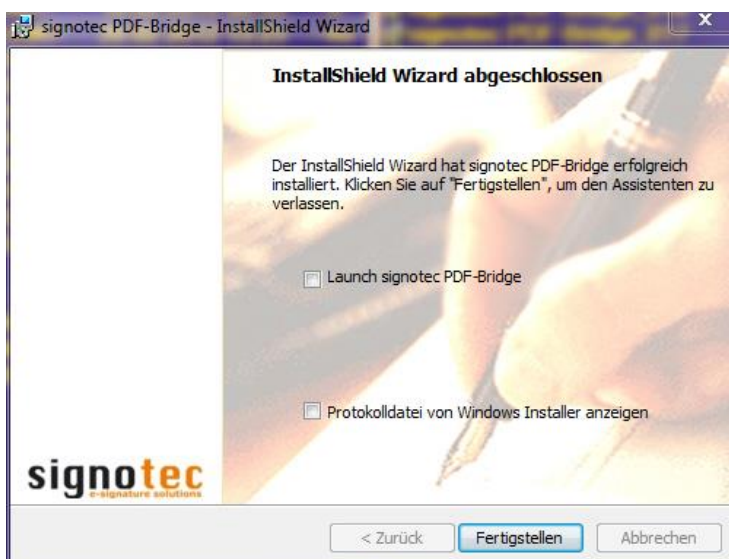 signotec PDF-Bridge - InstallShield Wizard
InstallShield Wizard abgeschlossen
Der InstallShield Wizard hat signotec PDF-Bridge erfolgreich
installiert. Klicken Sie auf "Fertigstellen", um den Assistenten zu
verlassen.
Launch signotec PDF-Bridge
Protokolldatei von Windows Installer anzeigen
signotec
e-signature solutions
< Zurück Fertigstellen Abbrechen